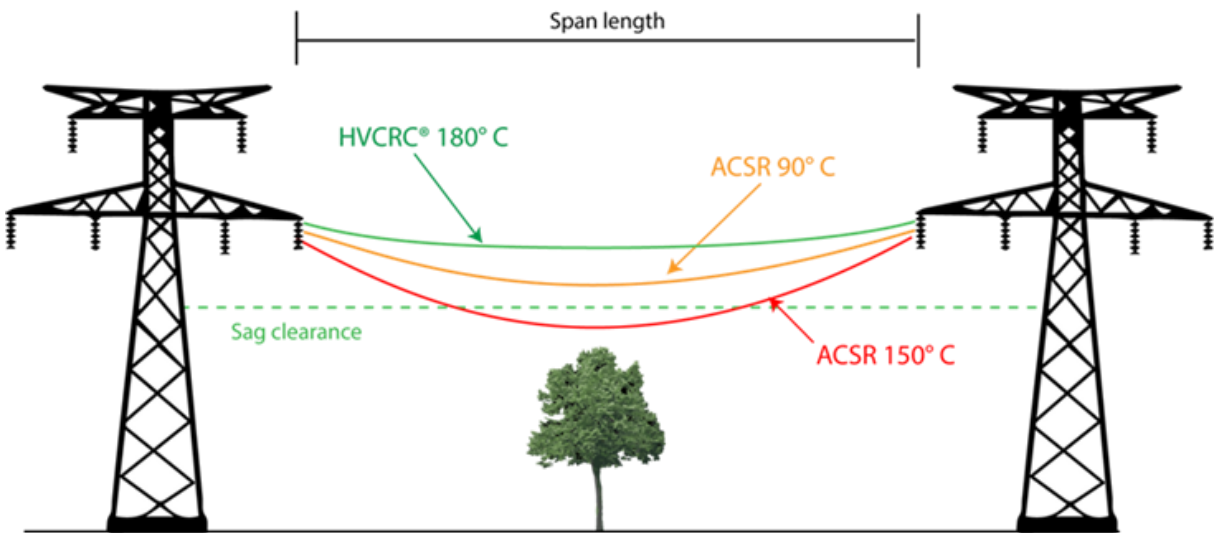 Span length
HVCRC® 180° C
ACSR 90° C
Sag clearance
ACSR 150° C